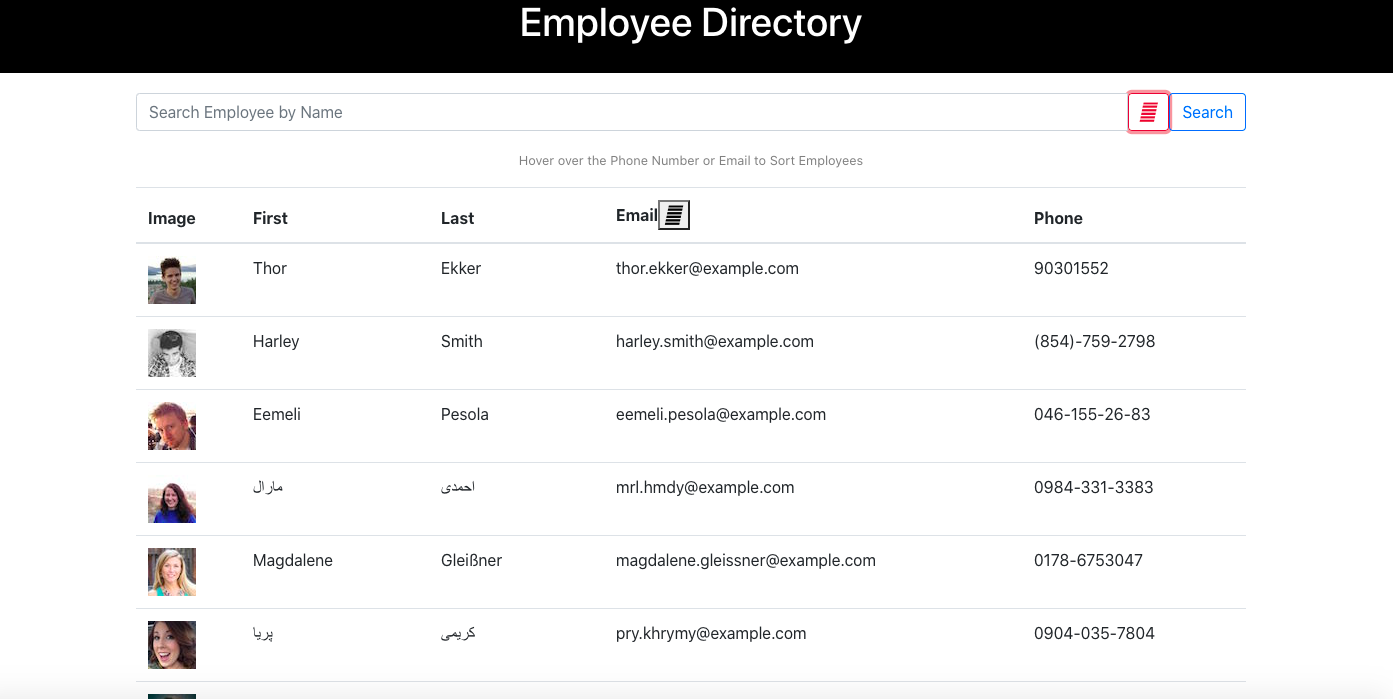 Employee Directory
Search Employee by Name
Search
Hover over the Phone Number or Email to Sort Employees
Image First Last Email Phone
Thor Ekker thor.ekker@example.com 90301552
Harley Smith harley.smith@example.com (854)-759-2798
Eemeli Pesola eemeli.pesola@example.com 046-155-26-83
مارال احمدی mrl.hmdy@example.com 0984-331-3383
Magdalene Gleißner magdalene.gleissner@example.com 0178-6753047
پریا کریمی pry.khrymy@example.com 0904-035-7804